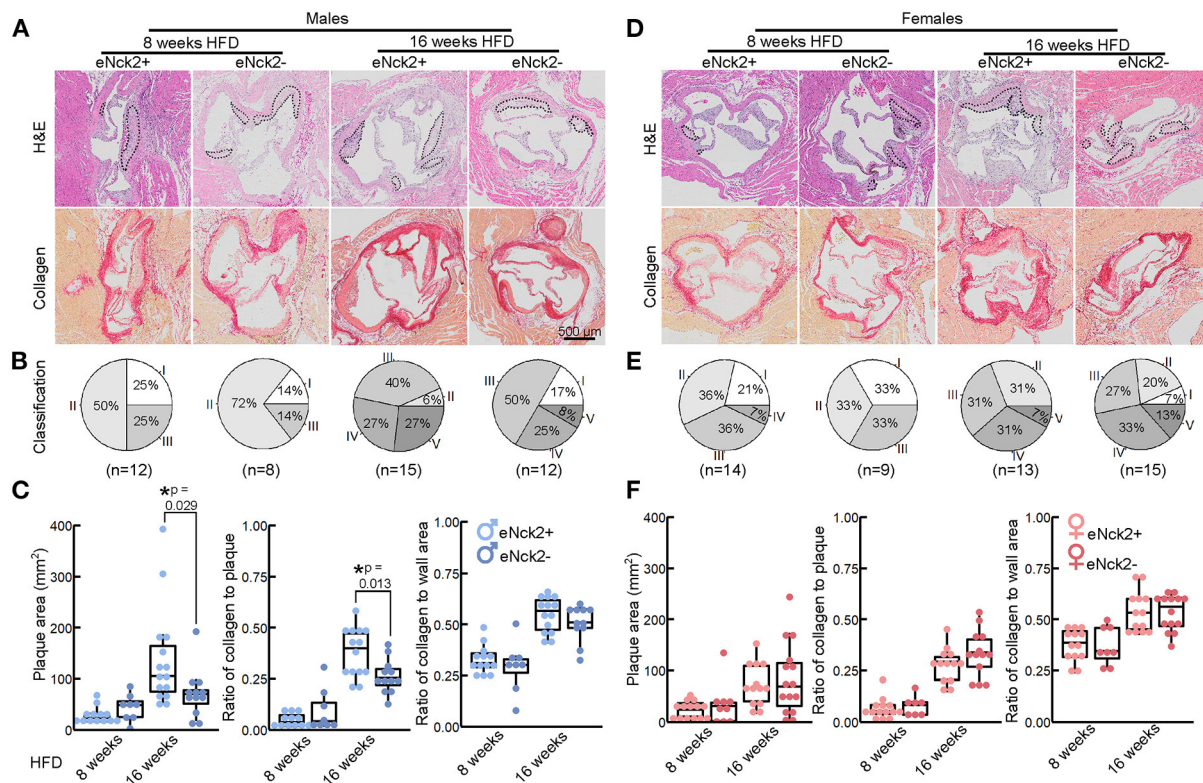 Males
A
8 weeks HFD
16 weeks HFD
eNck2+
eNck2-
eNck2+
eNck2-
H&E
Collagen
500 µm
B
Classification
I
25%
II
50%
25%
III
(n=12)
I
14%
II
72%
14%
III
(n=8)
III
40%
II
6%
27%
27%
IV
V
(n=15)
III
I
17%
50%
8%
V
25%
IV
(n=12)
C
*p =
0.029
Plaque area (mm²)
400
300
200
100
0
*p =
0.013
Ratio of collagen to plaque
1.00
0.75
0.50
0.25
0.00
eNck2+
eNck2-
Ratio of collagen to wall area
1.00
0.75
0.50
0.25
0.00
HFD
8 weeks
16 weeks
8 weeks
16 weeks
8 weeks
16 weeks
Females
D
8 weeks HFD
16 weeks HFD
eNck2+
eNck2-
eNck2+
eNck2-
H&E
Collagen
E
Classification
II
I
36%
21%
7%
IV
36%
III
(n=14)
I
33%
II
33%
33%
III
(n=9)
II
31%
III
31%
7%
V
31%
IV
(n=13)
II
III
20%
I
27%
7%
13%
V
33%
IV
(n=15)
F
Plaque area (mm²)
400
300
200
100
0
Ratio of collagen to plaque
1.00
0.75
0.50
0.25
0.00
eNck2+
eNck2-
Ratio of collagen to wall area
1.00
0.75
0.50
0.25
0.00
8 weeks
16 weeks
8 weeks
16 weeks
8 weeks
16 weeks